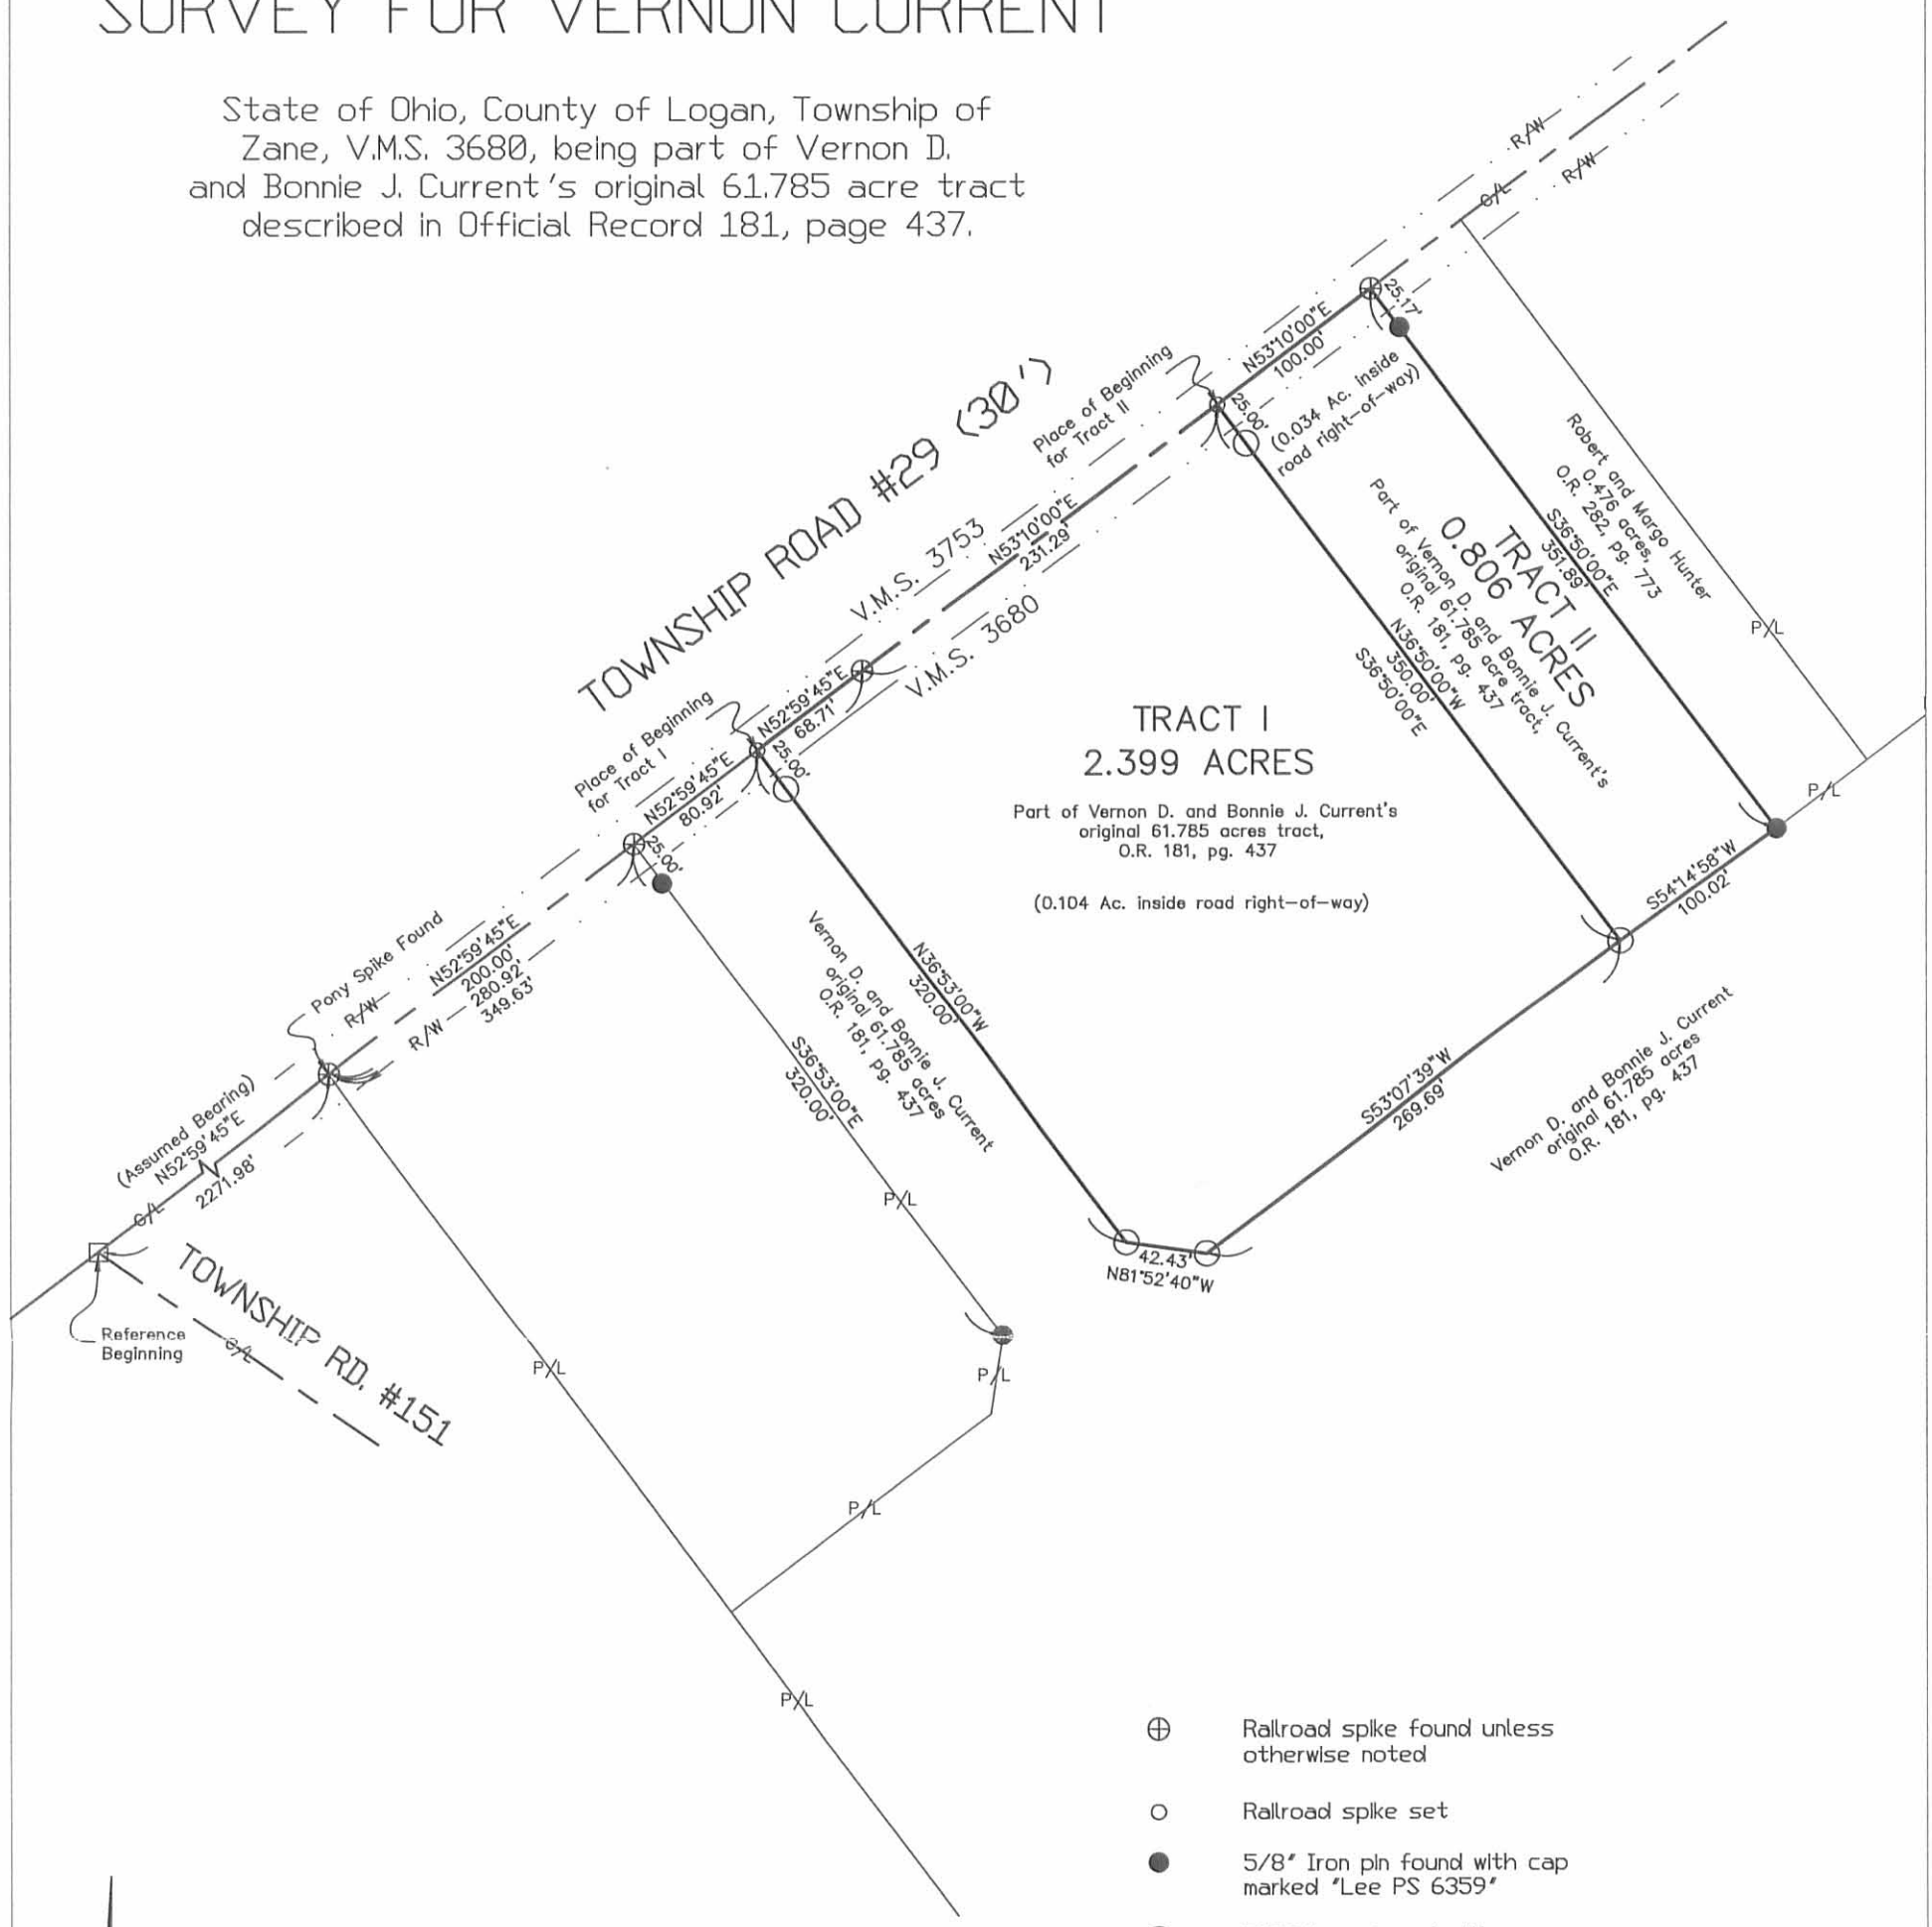 SURVEY FOR VERNON CURRENT
State of Ohio, County of Logan, Township of
Zane, V.M.S. 3680, being part of Vernon D.
and Bonnie J. Current's original 61.785 acre tract
described in Official Record 181, page 437.
R/W
R/W
C/L
25.17'
N53°10'00"E
100.00'
Place of Beginning
for Tract II
25.00'
(0.034 Ac. inside
road right-of-way)
TOWNSHIP ROAD #29 (30')
V.M.S. 3753
N53°10'00"E
231.29'
V.M.S. 3680
Robert and Margo Hunter
0.476 acres,
O.R. 282, pg. 773
S36°50'00"E
351.89'
TRACT II
0.806 ACRES
Part of Vernon D. and Bonnie J. Current's
original 61.785 acre tract,
O.R. 181, pg. 437
N36°50'00"W
350.00'
S36°50'00"E
P/L
P/L
Place of Beginning
for Tract I
N52°59'45"E
68.71'
25.00'
N52°59'45"E
80.92'
25.00'
TRACT I
2.399 ACRES
Part of Vernon D. and Bonnie J. Current's
original 61.785 acres tract,
O.R. 181, pg. 437
(0.104 Ac. inside road right-of-way)
S54°14'58"W
100.02'
Pony Spike Found
R/W
N52°59'45"E
200.00'
280.92'
349.63'
R/W
Vernon D. and Bonnie J. Current
original 61.785 acres
O.R. 181, pg. 437
N36°53'00"W
320.00'
S36°53'00"E
320.00'
S53°07'39"W
269.69'
Vernon D. and Bonnie J. Current
original 61.785 acres
O.R. 181, pg. 437
(Assumed Bearing)
N52°59'45"E
2271.98'
C/L
P/L
42.43'
N81°52'40"W
TOWNSHIP RD. #151
C/L
Reference
Beginning
P/L
P/L
P/L
P/L
Railroad spike found unless
otherwise noted
Railroad spike set
5/8" Iron pin found with cap
marked "Lee PS 6359"